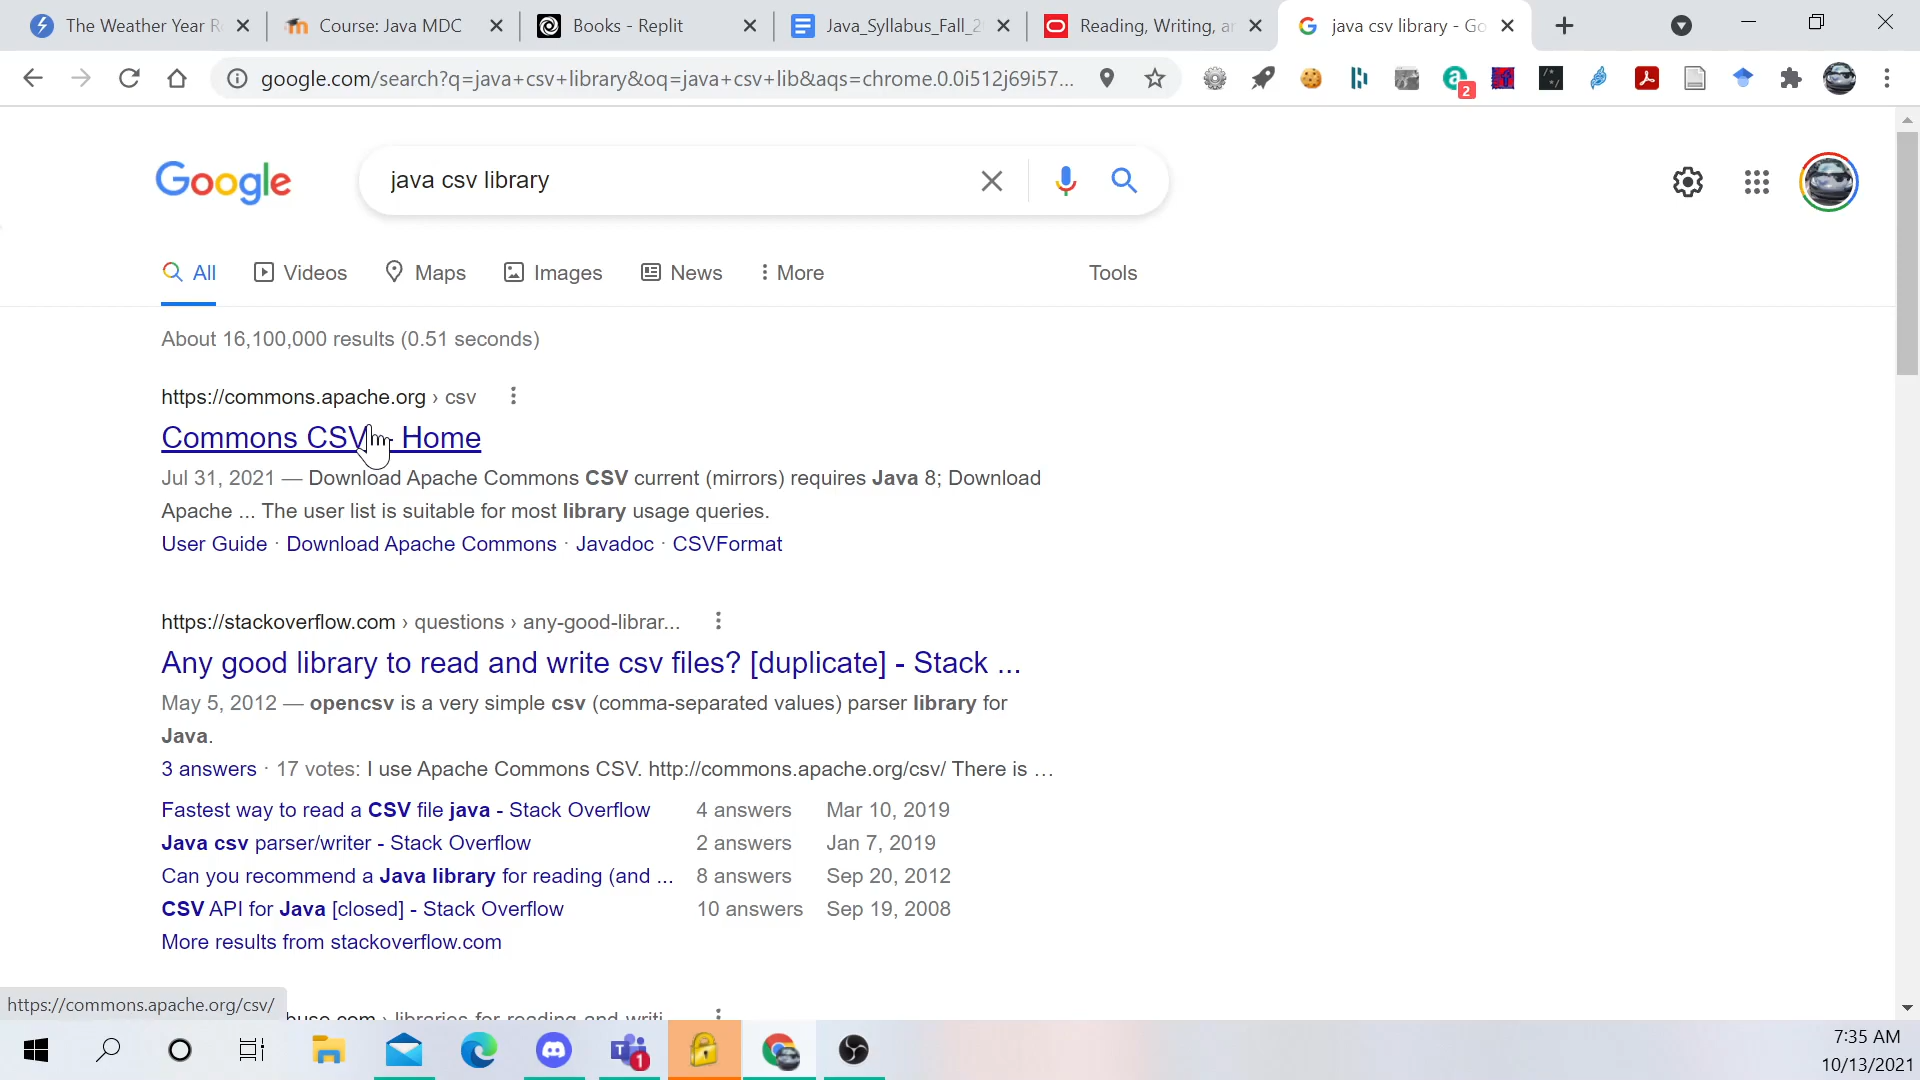 The Weather Year R
Course: Java MDC
Books - Replit
Java_Syllabus_Fall_2
Reading, Writing, a
java csv library - Go
google.com/search?q=java+csv+library&oq=java+csv+lib&aqs=chrome.0.0i512j69i57...
2
Google
java csv library
All
Videos
Maps
Images
News
More
Tools
About 16,100,000 results (0.51 seconds)
https://commons.apache.org › csv
Commons CSV - Home
Jul 31, 2021 — Download Apache Commons CSV current (mirrors) requires Java 8; Download
Apache ... The user list is suitable for most library usage queries.
User Guide · Download Apache Commons · Javadoc · CSVFormat
https://stackoverflow.com › questions › any-good-librar...
Any good library to read and write csv files? [duplicate] - Stack ...
May 5, 2012 — opencsv is a very simple csv (comma-separated values) parser library for
Java.
3 answers · 17 votes: I use Apache Commons CSV. http://commons.apache.org/csv/ There is ...
Fastest way to read a CSV file java - Stack Overflow 4 answers Mar 10, 2019
Java csv parser/writer - Stack Overflow 2 answers Jan 7, 2019
Can you recommend a Java library for reading (and ... 8 answers Sep 20, 2012
CSV API for Java [closed] - Stack Overflow 10 answers Sep 19, 2008
More results from stackoverflow.com
https://commons.apache.org/csv/
buse.com › libraries-for-reading-and-writi...
1
7:35 AM
10/13/2021